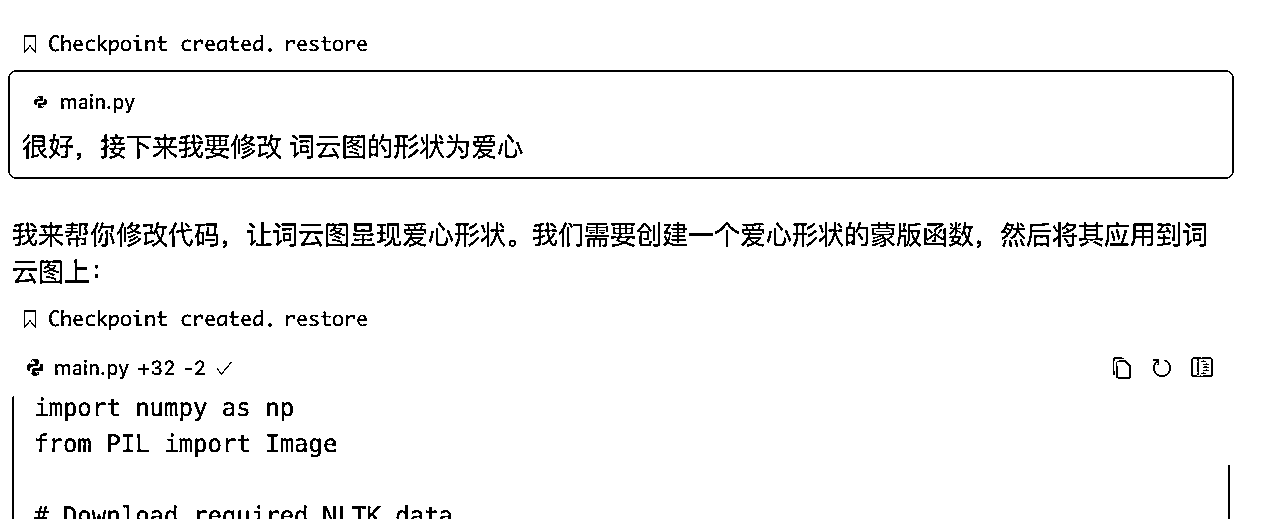 Checkpoint created. restore
main.py
很好，接下来我要修改 词云图的形状为爱心
我来帮你修改代码，让词云图呈现爱心形状。我们需要创建一个爱心形状的蒙版函数，然后将其应用到词
云图上：
Checkpoint created. restore
main.py +32 -2 ✓
import numpy as np
from PIL import Image
# Download required NLTK data